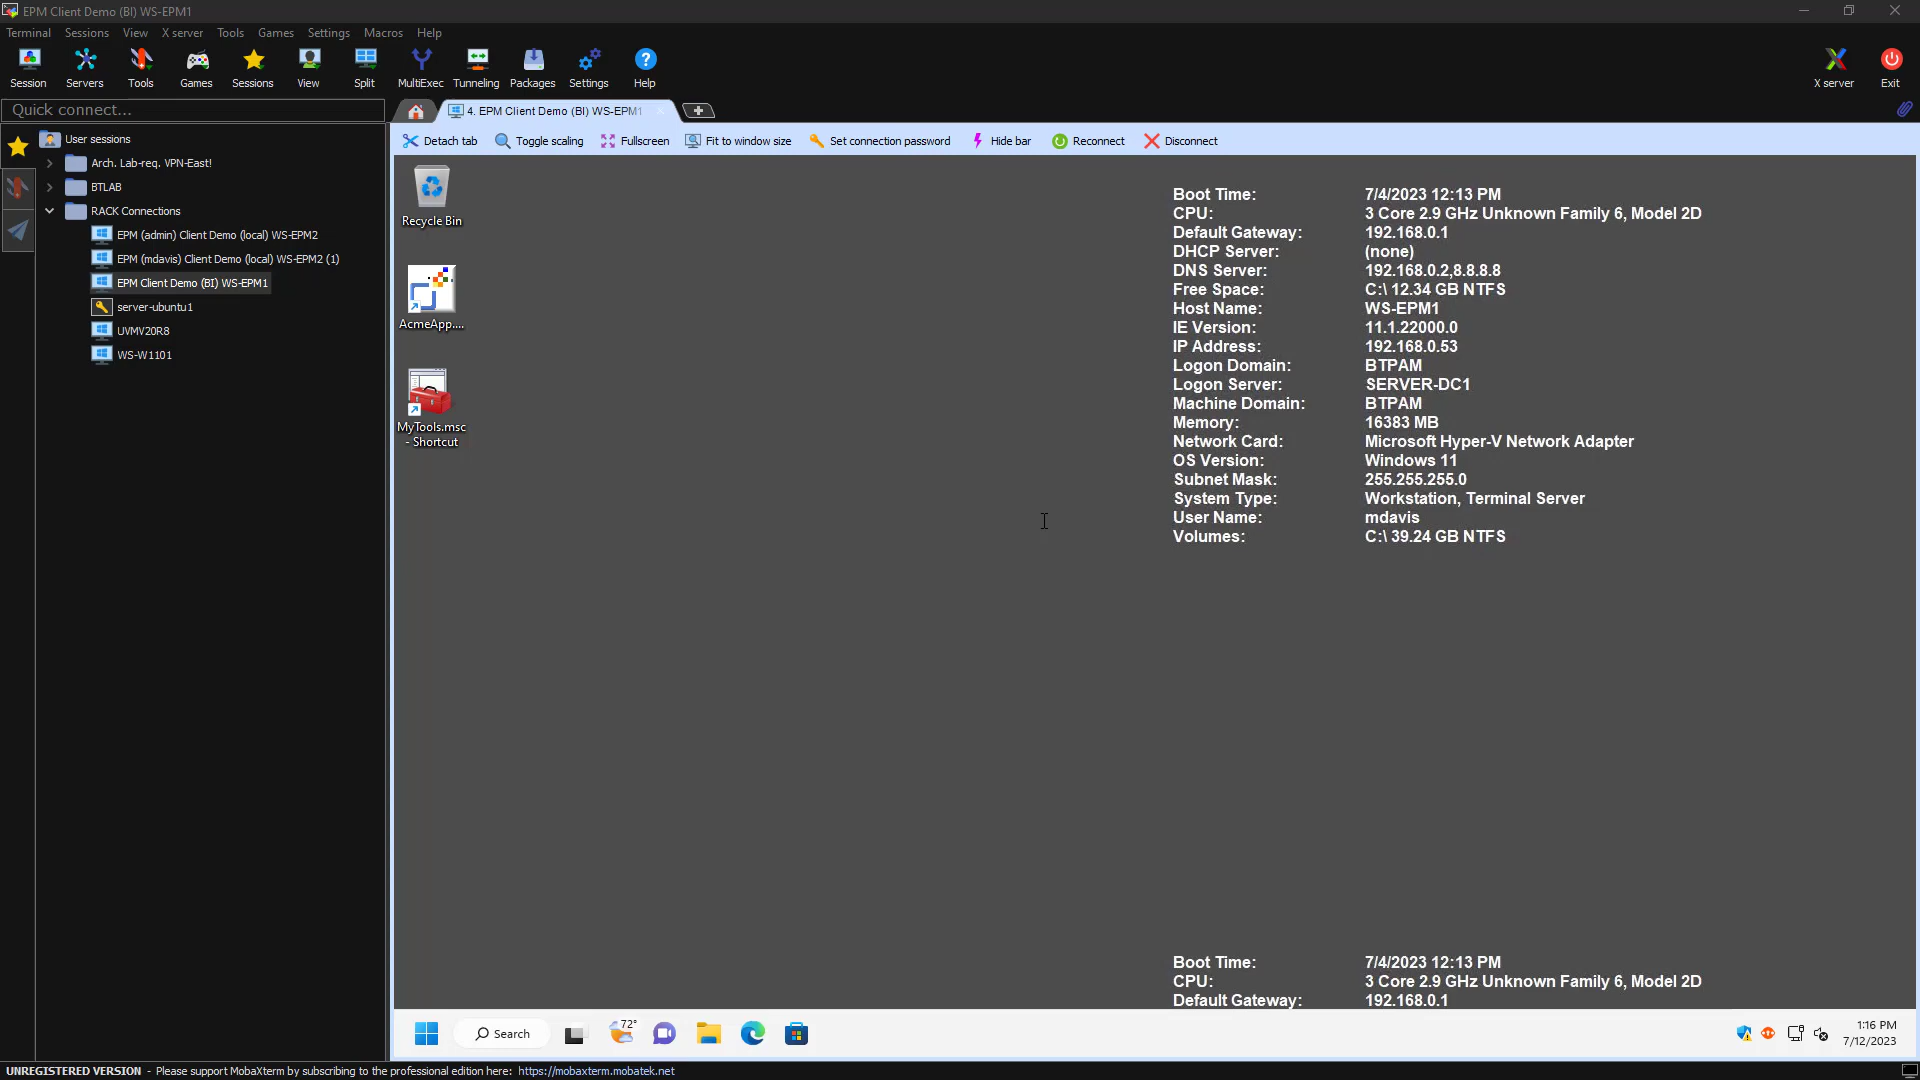 EPM Client Demo (BI) WS-EPM1
Terminal Sessions View X server Tools Games Settings Macros Help
Session Servers Tools Games Sessions View Split MultiExec Tunneling Packages Settings Help X server Exit
Quick connect...
4. EPM Client Demo (BI) WS-EPM1
Detach tab Toggle scaling Fullscreen Fit to window size Set connection password Hide bar Reconnect Disconnect
User sessions
Arch. Lab-req. VPN-East!
BTLAB
RACK Connections
EPM (admin) Client Demo (local) WS-EPM2
EPM (mdavis) Client Demo (local) WS-EPM2 (1)
EPM Client Demo (BI) WS-EPM1
server-ubuntu1
UVMV20R8
WS-W1101
Recycle Bin
AcmeApp....
MyTools.msc
- Shortcut
Boot Time: 7/4/2023 12:13 PM
CPU: 3 Core 2.9 GHz Unknown Family 6, Model 2D
Default Gateway: 192.168.0.1
DHCP Server: (none)
DNS Server: 192.168.0.2,8.8.8.8
Free Space: C:\ 12.34 GB NTFS
Host Name: WS-EPM1
IE Version: 11.1.22000.0
IP Address: 192.168.0.53
Logon Domain: BTPAM
Logon Server: SERVER-DC1
Machine Domain: BTPAM
Memory: 16383 MB
Network Card: Microsoft Hyper-V Network Adapter
OS Version: Windows 11
Subnet Mask: 255.255.255.0
System Type: Workstation, Terminal Server
User Name: mdavis
Volumes: C:\ 39.24 GB NTFS
Boot Time: 7/4/2023 12:13 PM
CPU: 3 Core 2.9 GHz Unknown Family 6, Model 2D
Default Gateway: 192.168.0.1
Search
72°
1:16 PM
7/12/2023
UNREGISTERED VERSION - Please support MobaXterm by subscribing to the professional edition here: https://mobaxterm.mobatek.net